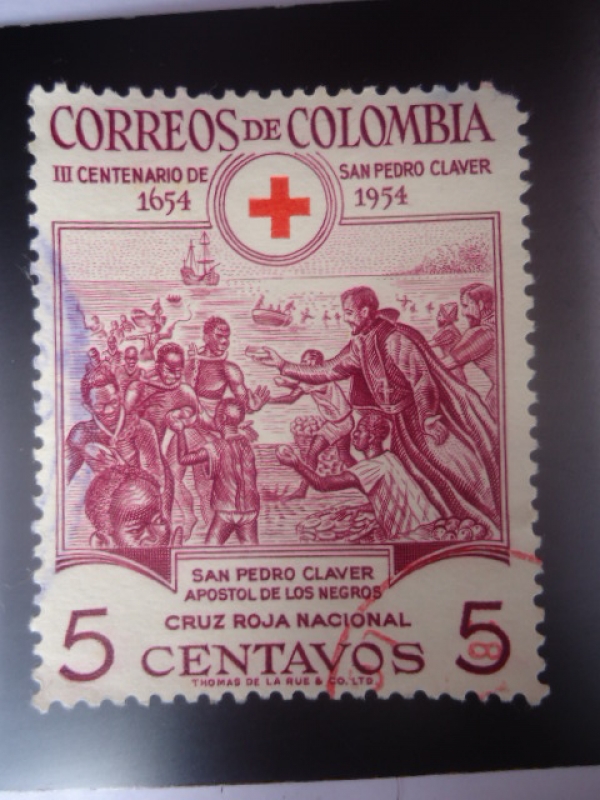 CORREOS DE COLOMBIA
III CENTENARIO DE SAN PEDRO CLAVER
1654 1954
SAN PEDRO CLAVER
APOSTOL DE LOS NEGROS
CRUZ ROJA NACIONAL
5 CENTAVOS 5
THOMAS DE LA RUE & CO. LTD.